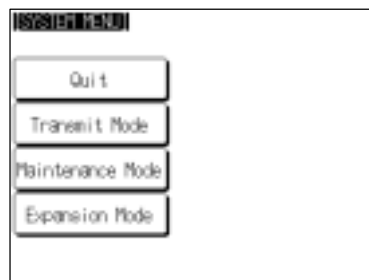 [SYSTEM MENU]
Quit
Transmit Mode
Maintenance Mode
Expansion Mode